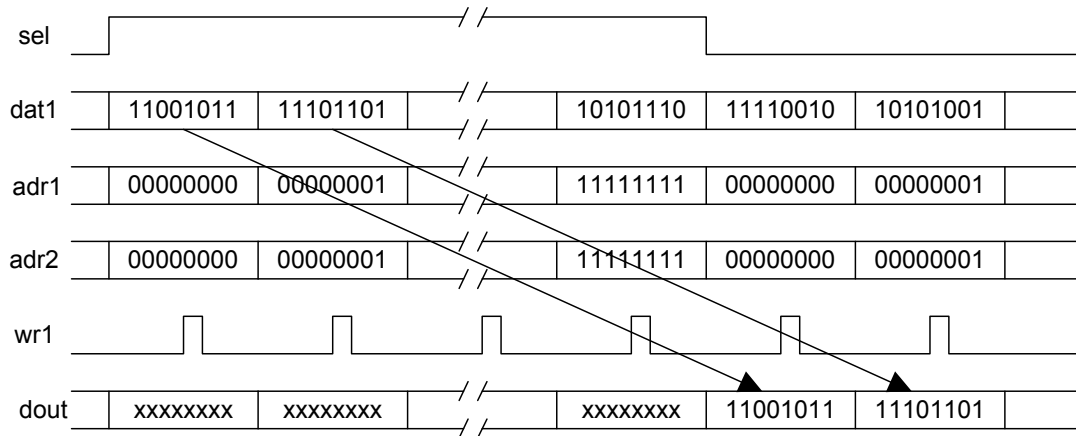 sel
dat1 11001011 11101101 10101110 11110010 10101001
adr1 00000000 00000001 11111111 00000000 00000001
adr2 00000000 00000001 11111111 00000000 00000001
wr1
dout xxxxxxxx xxxxxxxx xxxxxxxx 11001011 11101101